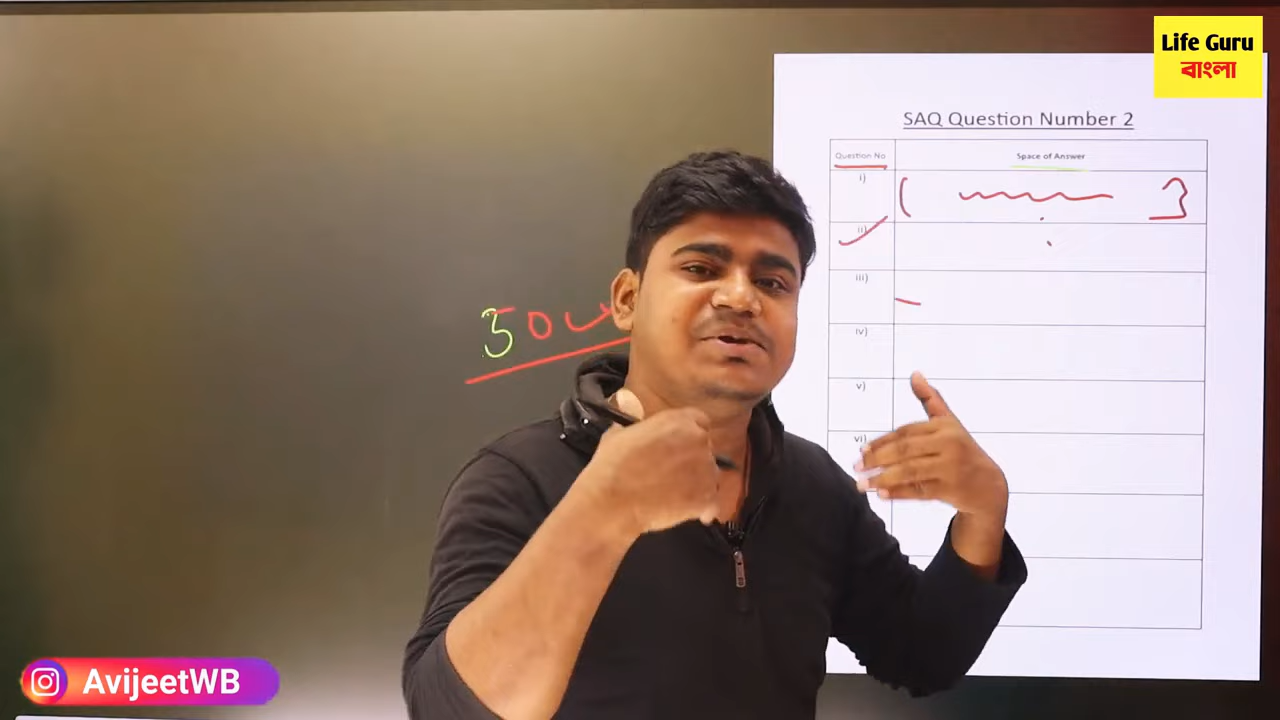 Life Guru
বাংলা
SAQ Question Number 2
Question No
Space of Answer
i)
ii)
iii)
iv)
v)
vi)
AvijeetWB